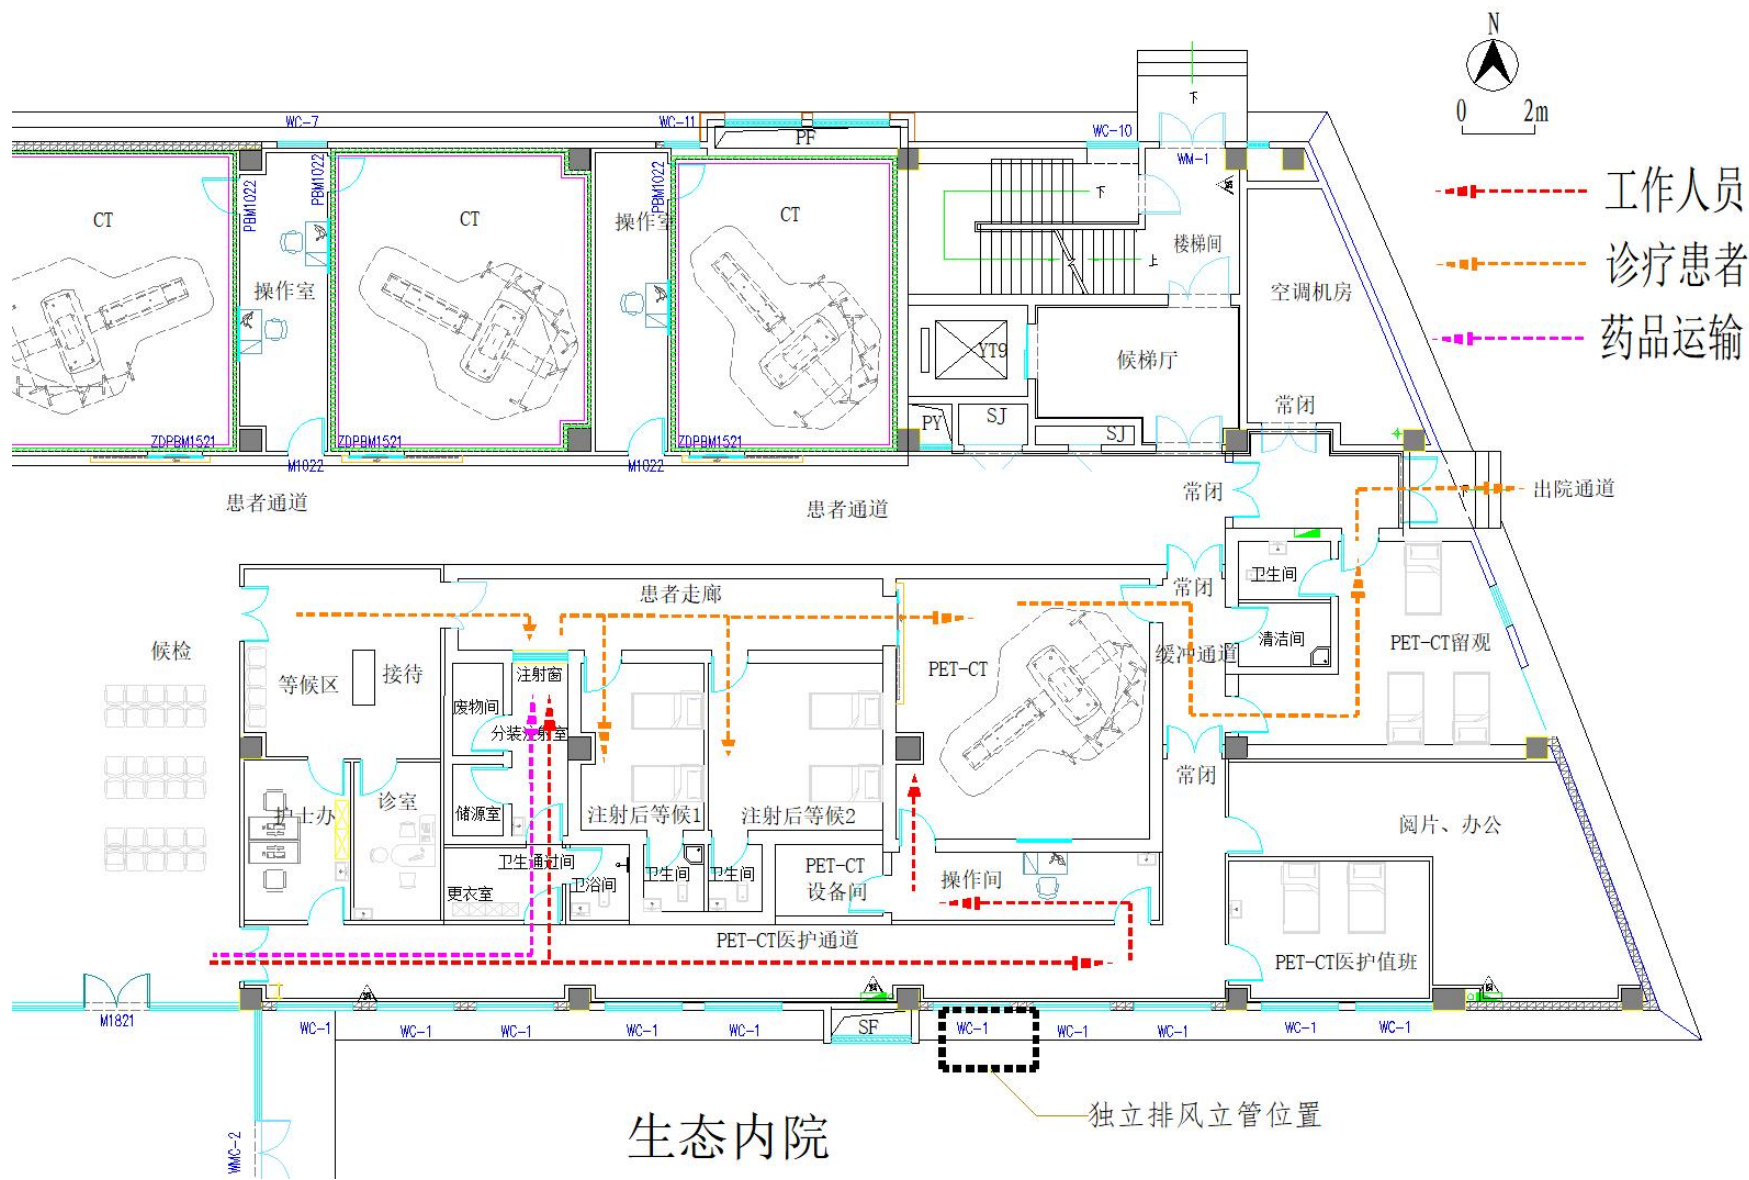 N
0 2m
工作人员
诊疗患者
药品运输
WC-7
WC-11
PF
WC-10
下
WM-1
CT
PBM1022
PBM1022
CT
操作室
PBM1022
CT
下
上
楼梯间
操作室
空调机房
YT9
候梯厅
ZDPBM1521
M1022
ZDPBM1521
M1022
ZDPBM1521
PY
SJ
SJ
常闭
患者通道
患者通道
常闭
下
出院通道
患者走廊
常闭
卫生间
候检
等候区
接待
注射窗
废物间
分装注射室
PET-CT
缓冲通道
清洁间
PET-CT留观
常闭
护士办
诊室
储源室
注射后等候1
注射后等候2
阅片、办公
卫生通过间
更衣室
卫浴间
卫生间
卫生间
PET-CT
设备间
操作间
PET-CT医护通道
PET-CT医护值班
M1821
WC-1
WC-1
WC-1
WC-1
WC-1
SF
WC-1
WC-1
WC-1
WC-1
WC-1
WMC-2
生态内院
独立排风立管位置